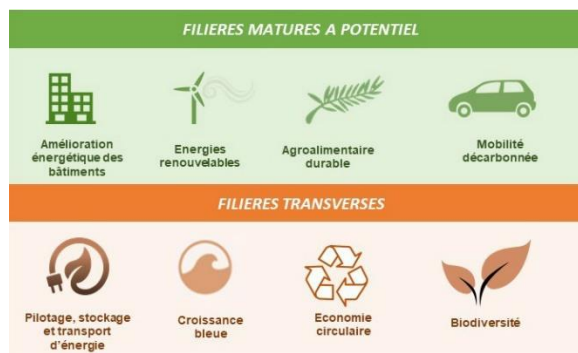 FILIERES MATURES A POTENTIEL
Amélioration
énergétique des
bâtiments
Energies
renouvelables
Agroalimentaire
durable
Mobilité
décarbonnée
FILIERES TRANSVERSES
Pilotage, stockage
et transport
d'énergie
Croissance
bleue
Economie
circulaire
Biodiversité